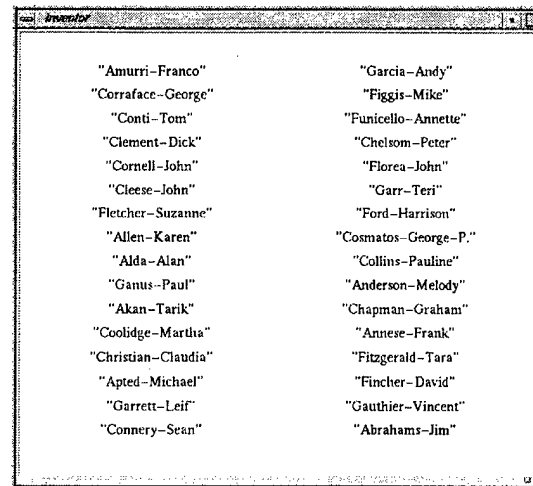 Inventor
"Amurri–Franco" "Garcia–Andy"
"Corraface–George" "Figgis–Mike"
"Conti–Tom" "Funicello–Annette"
"Clement–Dick" "Chelsom–Peter"
"Cornell–John" "Florea–John"
"Cleese–John" "Garr–Teri"
"Fletcher–Suzanne" "Ford–Harrison"
"Allen–Karen" "Cosmatos–George–P."
"Alda–Alan" "Collins–Pauline"
"Ganus–Paul" "Anderson–Melody"
"Akan–Tarik" "Chapman–Graham"
"Coolidge–Martha" "Annese–Frank"
"Christian–Claudia" "Fitzgerald–Tara"
"Apted–Michael" "Fincher–David"
"Garrett–Leif" "Gauthier–Vincent"
"Connery–Sean" "Abrahams–Jim"